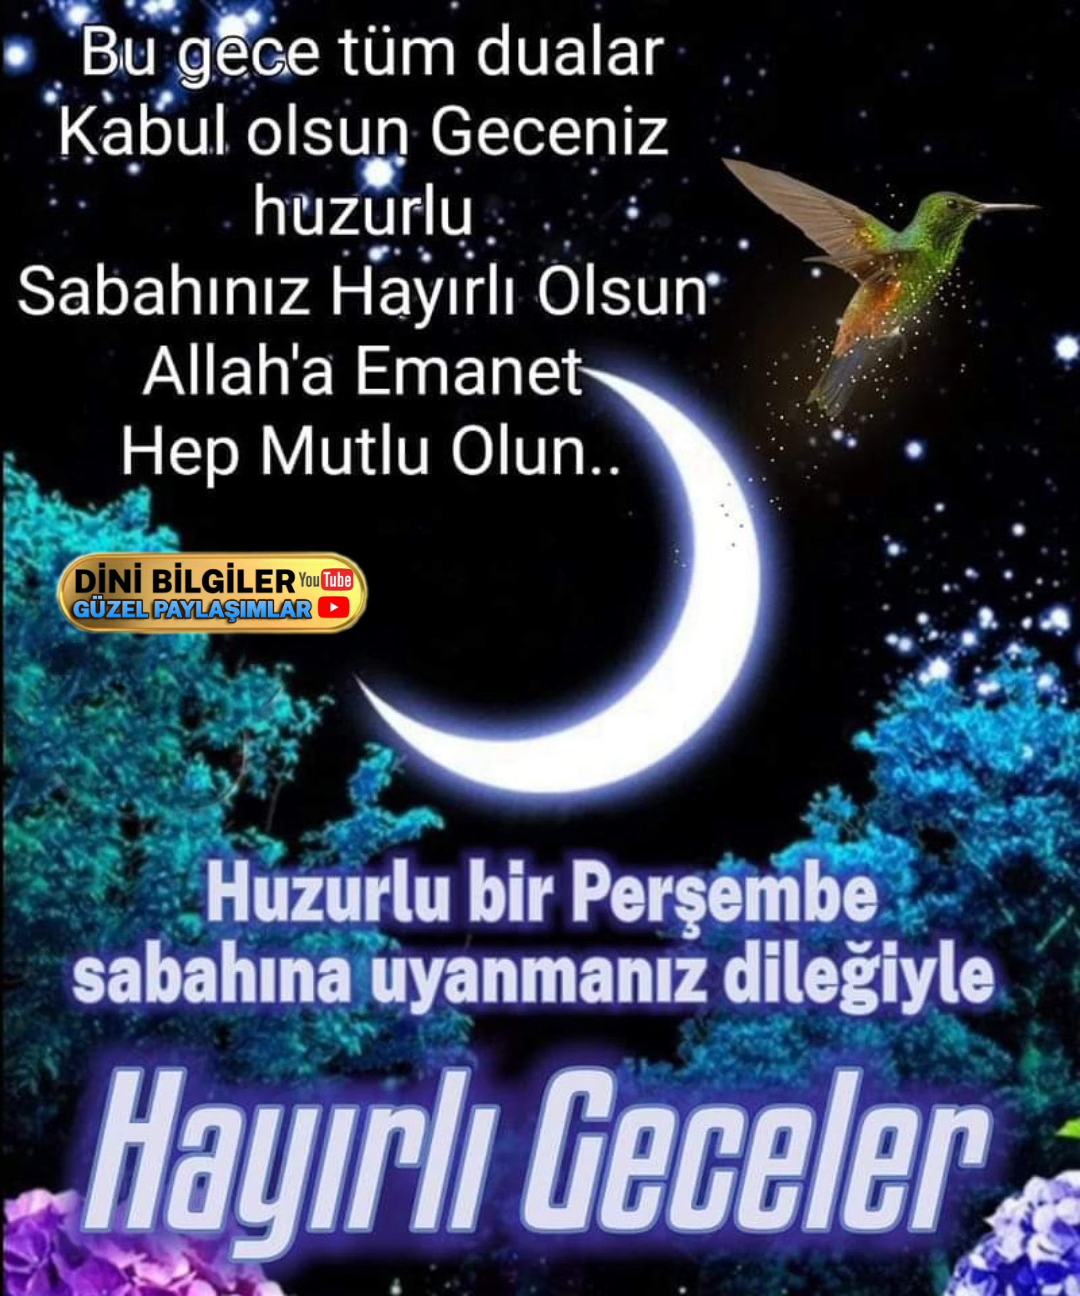 Bu gece tüm dualar
Kabul olsun Geceniz
huzurlu
Sabahınız Hayırlı Olsun
Allah'a Emanet
Hep Mutlu Olun..
DİNİ BİLGİLER YouTube
GÜZEL PAYLAŞIMLAR
Huzurlu bir Perşembe
sabahına uyanmanız dileğiyle
Hayırlı Geceler